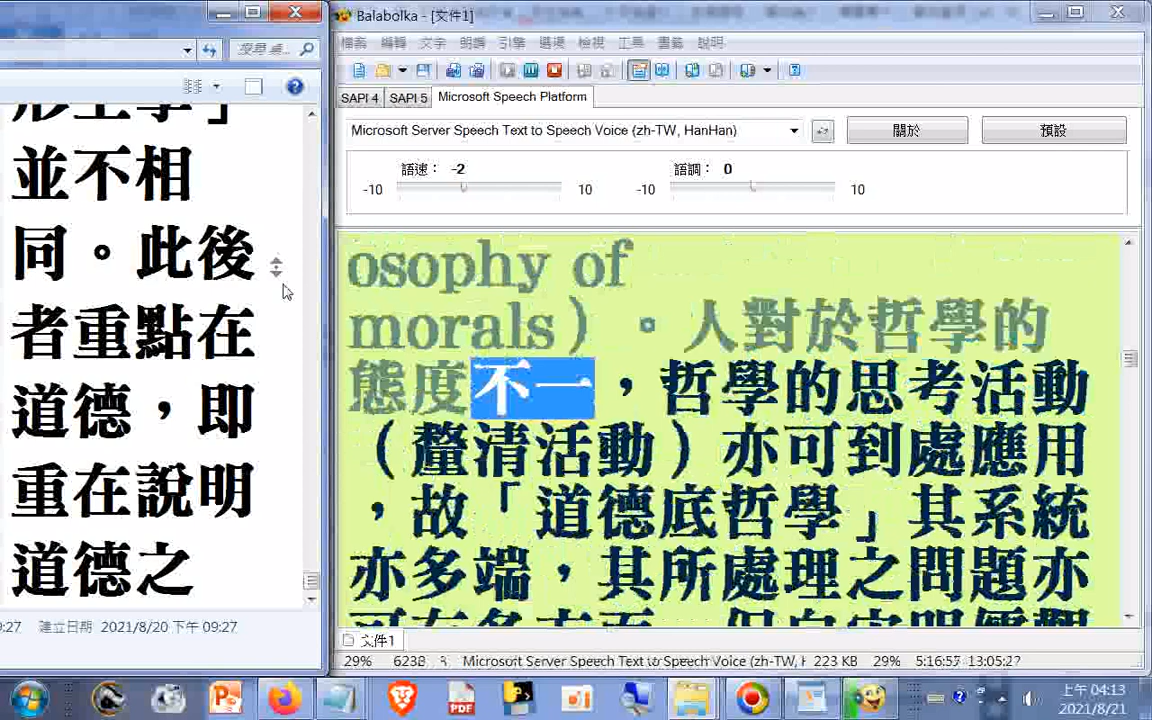 Balabolka - [文件1]
搜尋 桌...
檔案 編輯 文字 朗讀 引擎 選項 檢視 工具 書籤 說明
SAPI 4 SAPI 5 Microsoft Speech Platform
Microsoft Server Speech Text to Speech Voice (zh-TW, HanHan) 關於 預設
語速： -2 語調： 0
-10 10 -10 10
形上學」
並不相
同。此後
者重點在
道德，即
重在說明
道德之
osophy of
morals）。人對於哲學的
態度不一，哲學的思考活動
（釐清活動）亦可到處應用
，故「道德底哲學」其系統
亦多端，其所處理之問題亦
9:27 建立日期 2021/8/20 下午 09:27
文件1
29% 6238 Microsoft Server Speech Text to Speech Voice (zh-TW, H 223 KB 29% 5:16:57 13:05:27
上午 04:13
2021/8/21